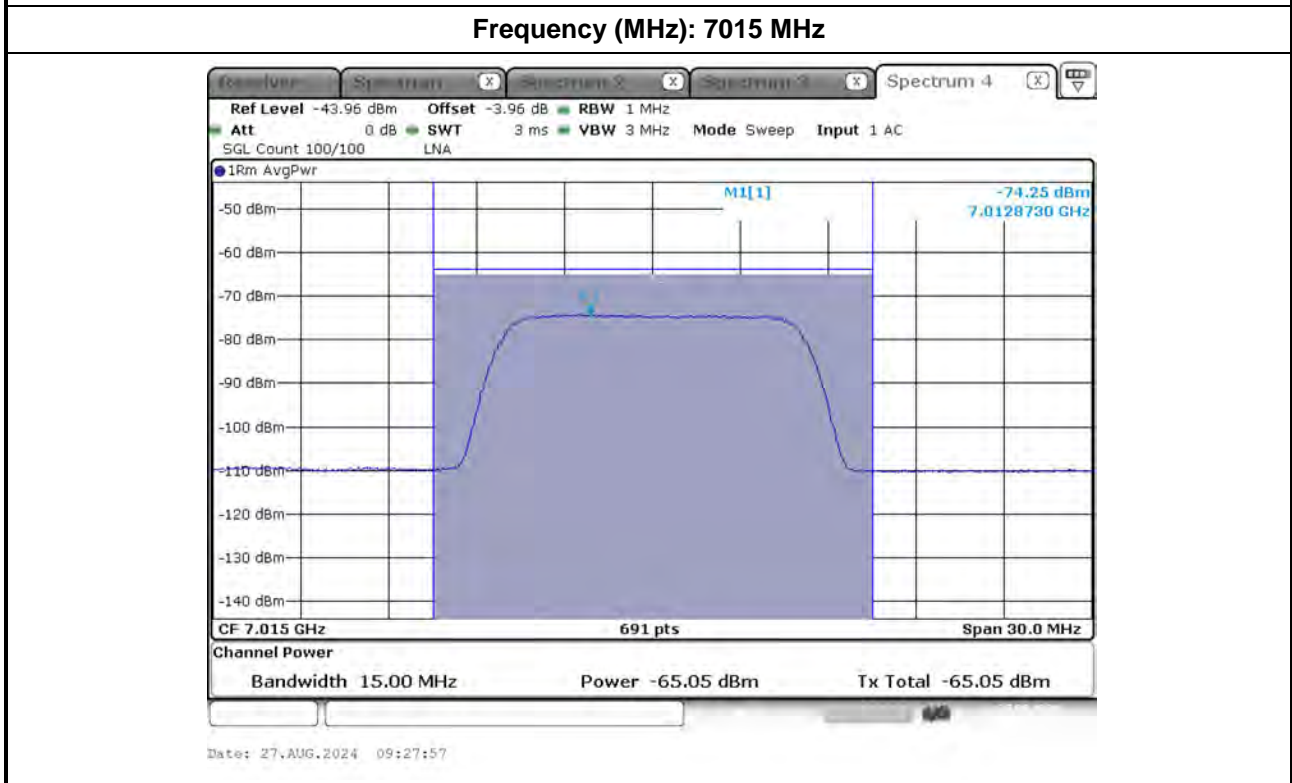 Frequency (MHz): 7015 MHz
Spectrum 4
Ref Level -43.96 dBm Offset -3.96 dB RBW 1 MHz
Att 0 dB SWT 3 ms VBW 3 MHz Mode Sweep Input 1 AC
SGL Count 100/100 LNA
1Rm AvgPwr
M1[1] -74.25 dBm
7.0128730 GHz
-50 dBm
-60 dBm
-70 dBm
-80 dBm
-90 dBm
-100 dBm
-110 dBm
-120 dBm
-130 dBm
-140 dBm
CF 7.015 GHz 691 pts Span 30.0 MHz
Channel Power
Bandwidth 15.00 MHz Power -65.05 dBm Tx Total -65.05 dBm
Date: 27.AUG.2024 09:27:57